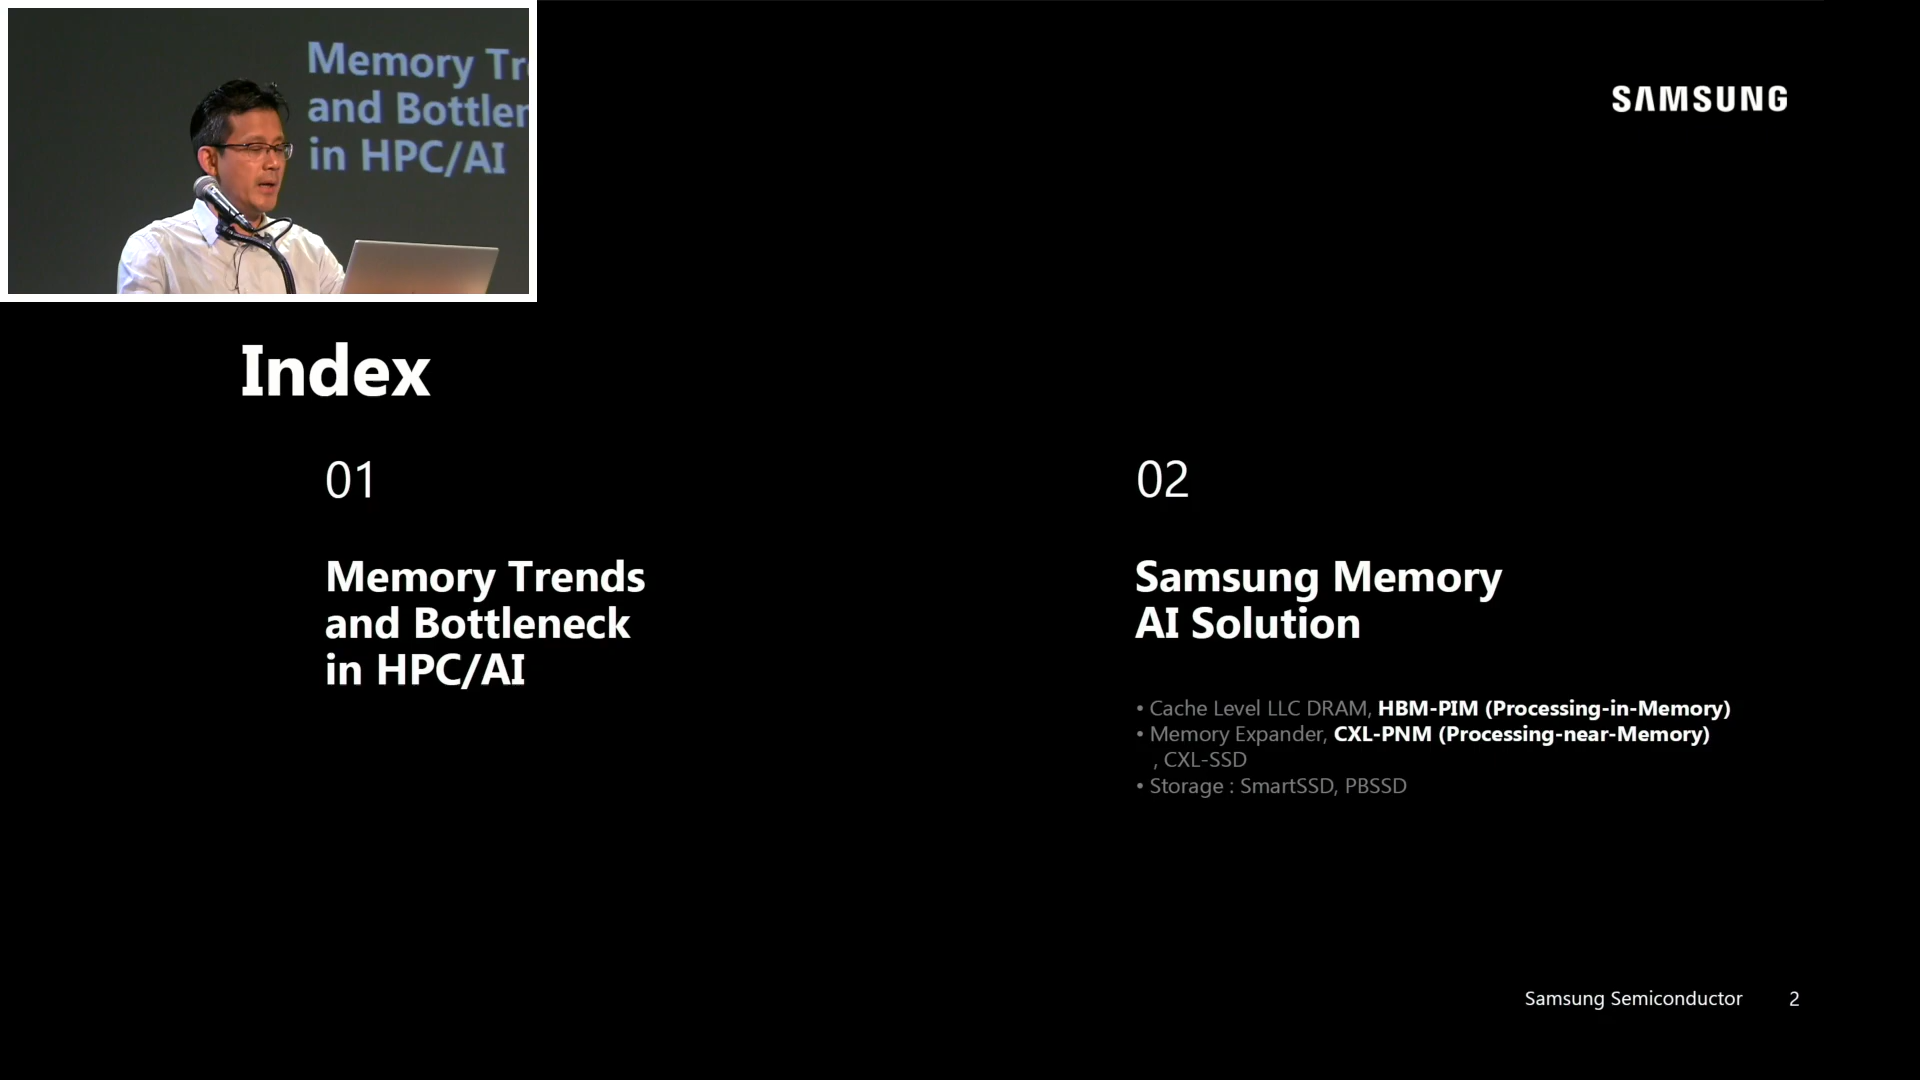 Memory Tr
and Bottlen
in HPC/AI
SAMSUNG
Index
01
Memory Trends
and Bottleneck
in HPC/AI
02
Samsung Memory
AI Solution
• Cache Level LLC DRAM, HBM-PIM (Processing-in-Memory)
• Memory Expander, CXL-PNM (Processing-near-Memory)
, CXL-SSD
• Storage : SmartSSD, PBSSD
Samsung Semiconductor 2